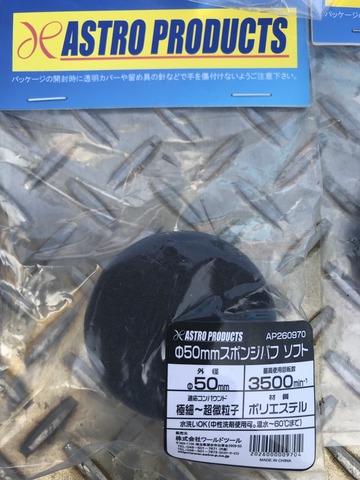 ASTRO PRODUCTS
パッケージの開封時に透明カバーや留め具の針などで手を傷付けないようにご注意下さい。
ASTRO PRODUCTS AP260970
Φ50mmスポンジバフ ソフト
外径 最高使用回転数
Φ50mm 3500min⁻¹
適応コンパウンド 材質
極細~超微粒子 ポリエステル
水洗いOK(中性洗剤使用可。温水~60℃まで)
販売元
株式会社ワールドツール
MADE IN CHINA
2026000009704